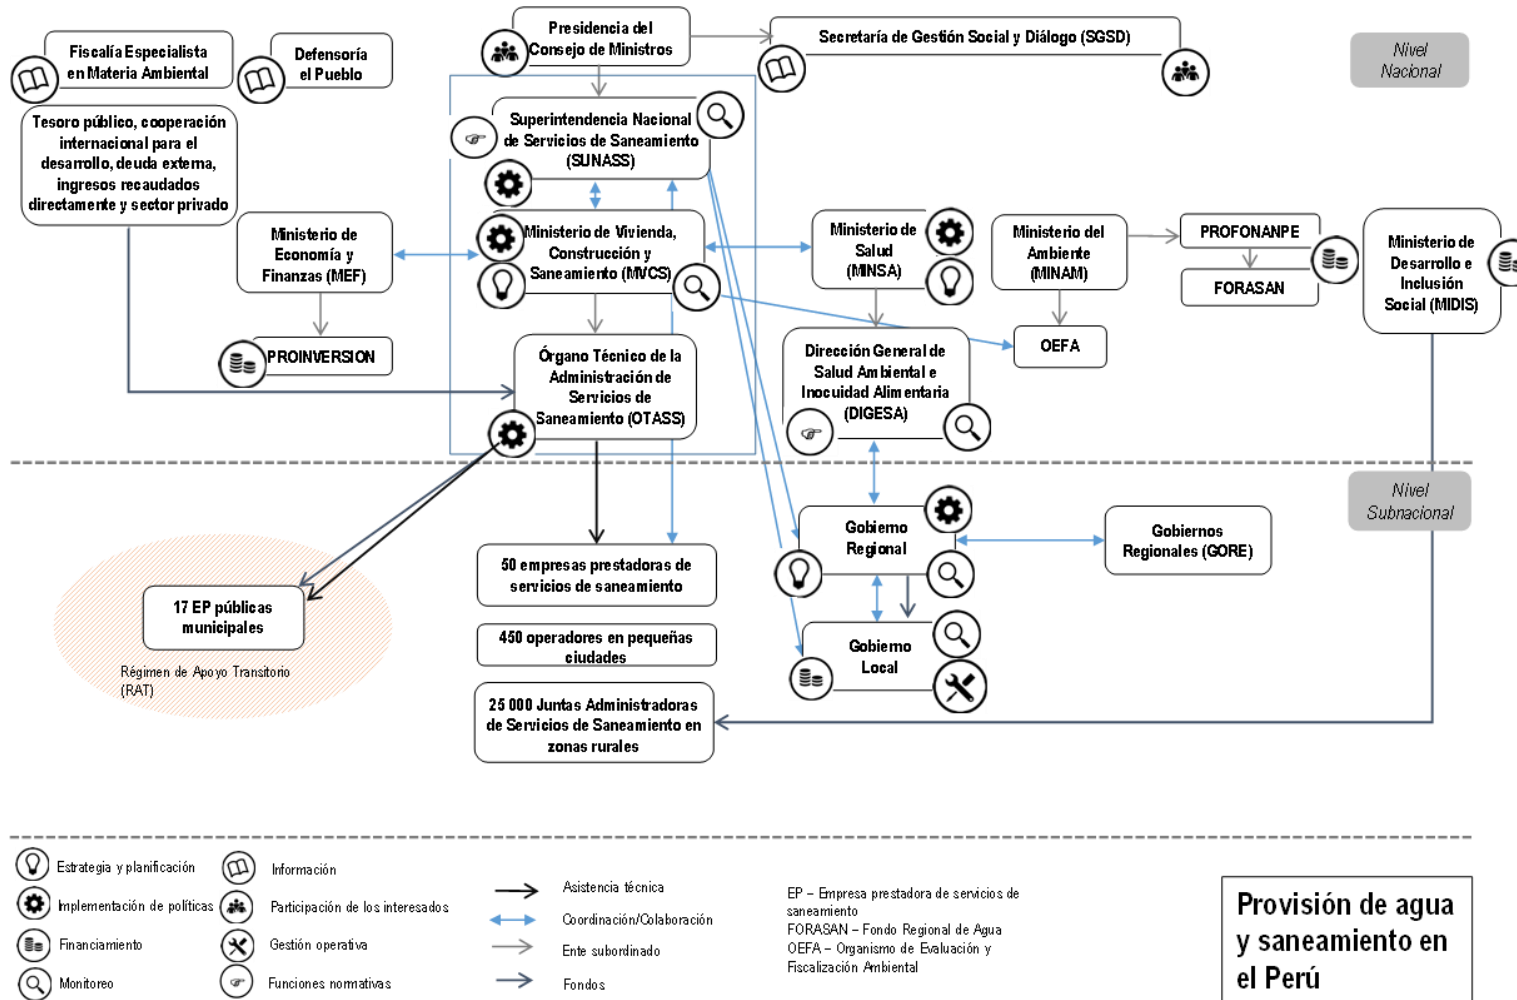 Presidencia del
Consejo de Ministros
Secretaría de Gestión Social y Diálogo (SGSD)
Nivel
Nacional
Fiscalía Especialista
en Materia Ambiental
Defensoría
el Pueblo
Tesoro público, cooperación
internacional para el
desarrollo, deuda externa,
ingresos recaudados
directamente y sector privado
Superintendencia Nacional
de Servicios de Saneamiento
(SUNASS)
Ministerio de
Economía y
Finanzas (MEF)
Ministerio de Vivienda,
Construcción y
Saneamiento (MVCS)
Ministerio de
Salud
(MINSA)
Ministerio del
Ambiente (MINAM)
PROFONANPE
FORASAN
Ministerio de
Desarrollo e
Inclusión
Social (MIDIS)
PROINVERSION
Órgano Técnico de la
Administración de
Servicios de
Saneamiento (OTASS)
Dirección General de
Salud Ambiental e
Inocuidad Alimentaria
(DIGESA)
OEFA
Nivel
Subnacional
Gobierno
Regional
Gobiernos
Regionales (GORE)
50 empresas prestadoras de
servicios de saneamiento
17 EP públicas
municipales
Régimen de Apoyo Transitorio
(RAT)
450 operadores en pequeñas
ciudades
Gobierno
Local
25 000 Juntas Administradoras
de Servicios de Saneamiento en
zonas rurales
Estrategia y planificación
Implementación de políticas
Financiamiento
Monitoreo
Información
Participación de los interesados
Gestión operativa
Funciones normativas
Asistencia técnica
Coordinación/Colaboración
Ente subordinado
Fondos
EP – Empresa prestadora de servicios de
saneamiento
FORASAN – Fondo Regional de Agua
OEFA – Organismo de Evaluación y
Fiscalización Ambiental
Provisión de agua
y saneamiento en
el Perú